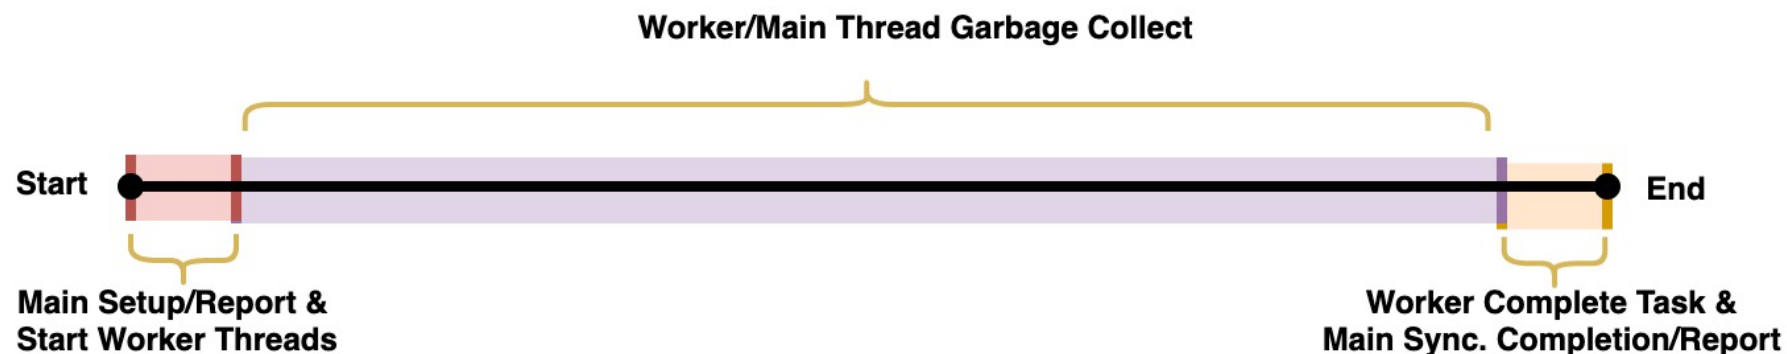 Worker/Main Thread Garbage Collect
Start
End
Main Setup/Report &
Start Worker Threads
Worker Complete Task &
Main Sync. Completion/Report